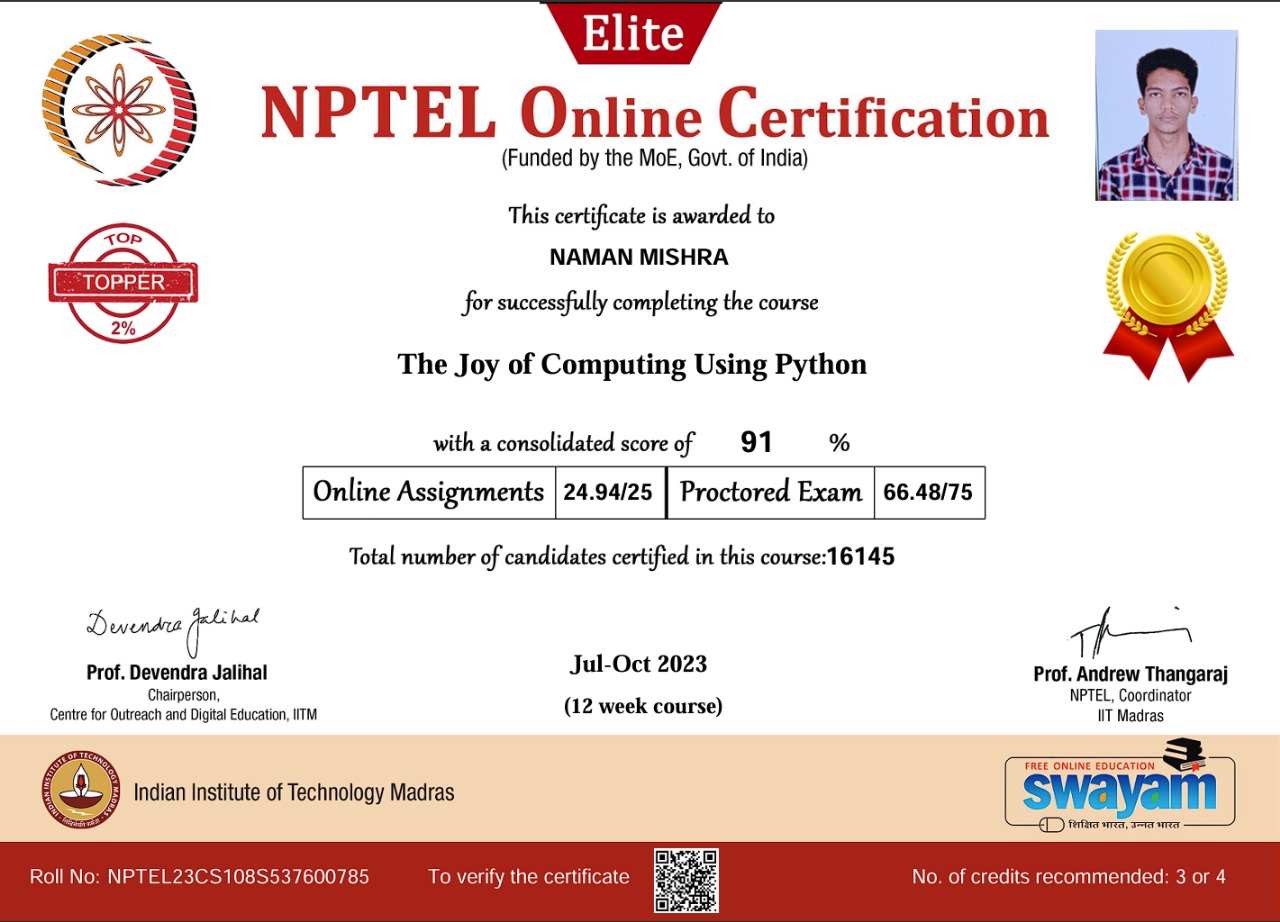 Elite
NPTEL Online Certification
(Funded by the MoE, Govt. of India)
This certificate is awarded to
NAMAN MISHRA
for successfully completing the course
TOP
TOPPER
2%
The Joy of Computing Using Python
with a consolidated score of 91 %
Online Assignments 24.94/25 Proctored Exam 66.48/75
Total number of candidates certified in this course:16145
Devendra Jalihal
Prof. Devendra Jalihal
Chairperson,
Centre for Outreach and Digital Education, IITM
Jul-Oct 2023
(12 week course)
Prof. Andrew Thangaraj
NPTEL, Coordinator
IIT Madras
INDIAN INSTITUTE OF TECHNOLOGY MADRAS
Indian Institute of Technology Madras
FREE ONLINE EDUCATION
swayam
शिक्षित भारत, उन्नत भारत
Roll No: NPTEL23CS108S537600785
To verify the certificate
No. of credits recommended: 3 or 4